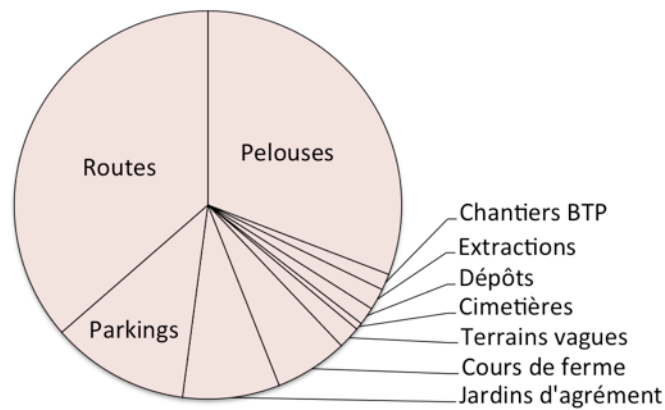 Pelouses
Routes
Chantiers BTP
Extractions
Dépôts
Cimetières
Terrains vagues
Parkings
Cours de ferme
Jardins d'agrément